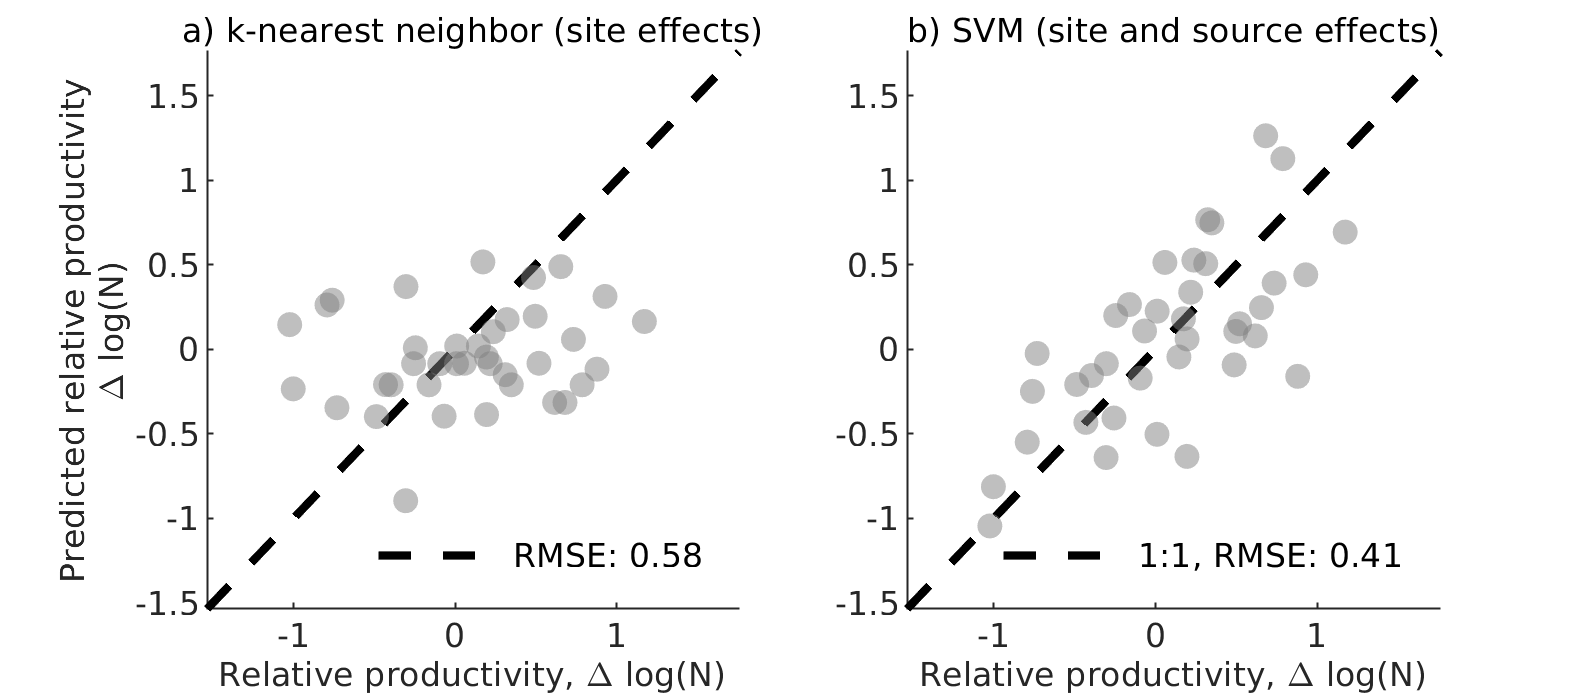 a) k-nearest neighbor (site effects)
Predicted relative productivity
Δ log(N)
1.5
1
0.5
0
-0.5
-1
-1.5
RMSE: 0.58
-1
0
1
Relative productivity, Δ log(N)
b) SVM (site and source effects)
1.5
1
0.5
0
-0.5
-1
-1.5
1:1, RMSE: 0.41
-1
0
1
Relative productivity, Δ log(N)